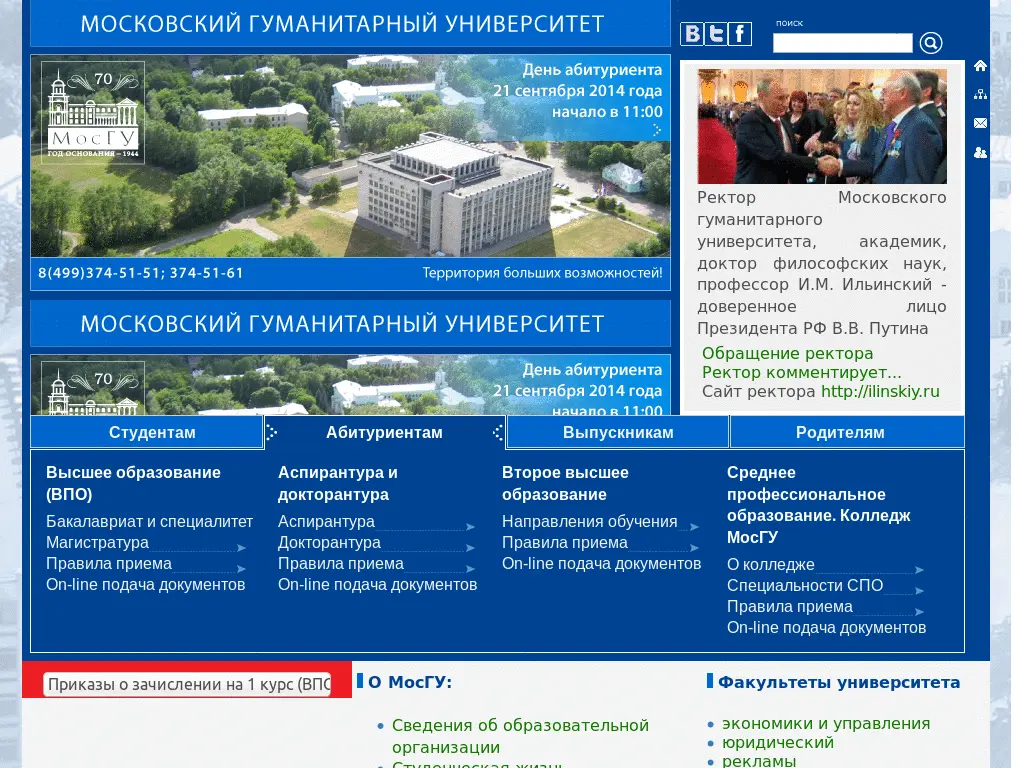 МОСКОВСКИЙ ГУМАНИТАРНЫЙ УНИВЕРСИТЕТ
70
МосГУ
ГОД ОСНОВАНИЯ – 1944
День абитуриента
21 сентября 2014 года
начало в 11:00
8(499)374-51-51; 374-51-61
Территория больших возможностей!
МОСКОВСКИЙ ГУМАНИТАРНЫЙ УНИВЕРСИТЕТ
70
День абитуриента
21 сентября 2014 года
начало в 11:00
B t f
поиск
Ректор Московского
гуманитарного
университета, академик,
доктор философских наук,
профессор И.М. Ильинский -
доверенное лицо
Президента РФ В.В. Путина
Обращение ректора
Ректор комментирует...
Сайт ректора http://ilinskiy.ru
Студентам
Абитуриентам
Выпускникам
Родителям
Высшее образование
(ВПО)
Бакалавриат и специалитет
Магистратура
Правила приема
On-line подача документов
Аспирантура и
докторантура
Аспирантура
Докторантура
Правила приема
On-line подача документов
Второе высшее
образование
Направления обучения
Правила приема
On-line подача документов
Среднее
профессиональное
образование. Колледж
МосГУ
О колледже
Специальности СПО
Правила приема
On-line подача документов
Приказы о зачислении на 1 курс (ВПО
О МосГУ:
Сведения об образовательной
организации
Студенческая жизнь
Факультеты университета
экономики и управления
юридический
рекламы